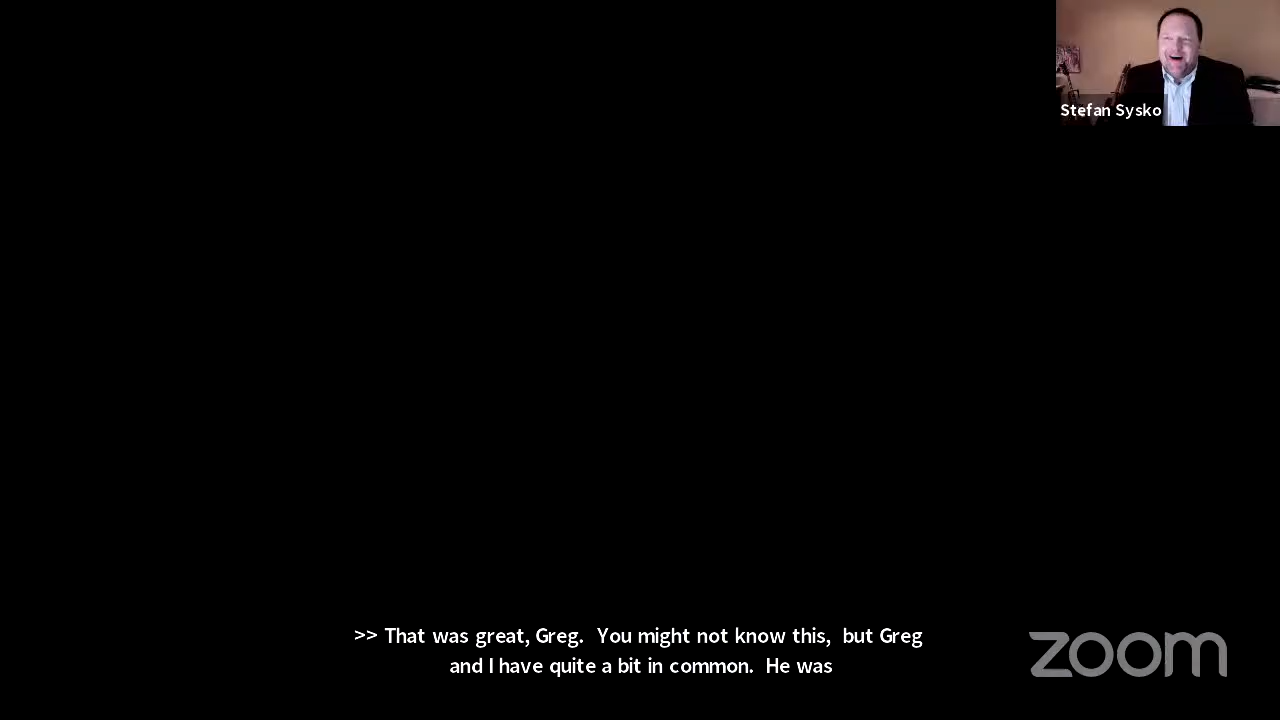 Stefan Sysko
>> That was great, Greg.  You might not know this,  but Greg
and I have quite a bit in common.  He was
zoom